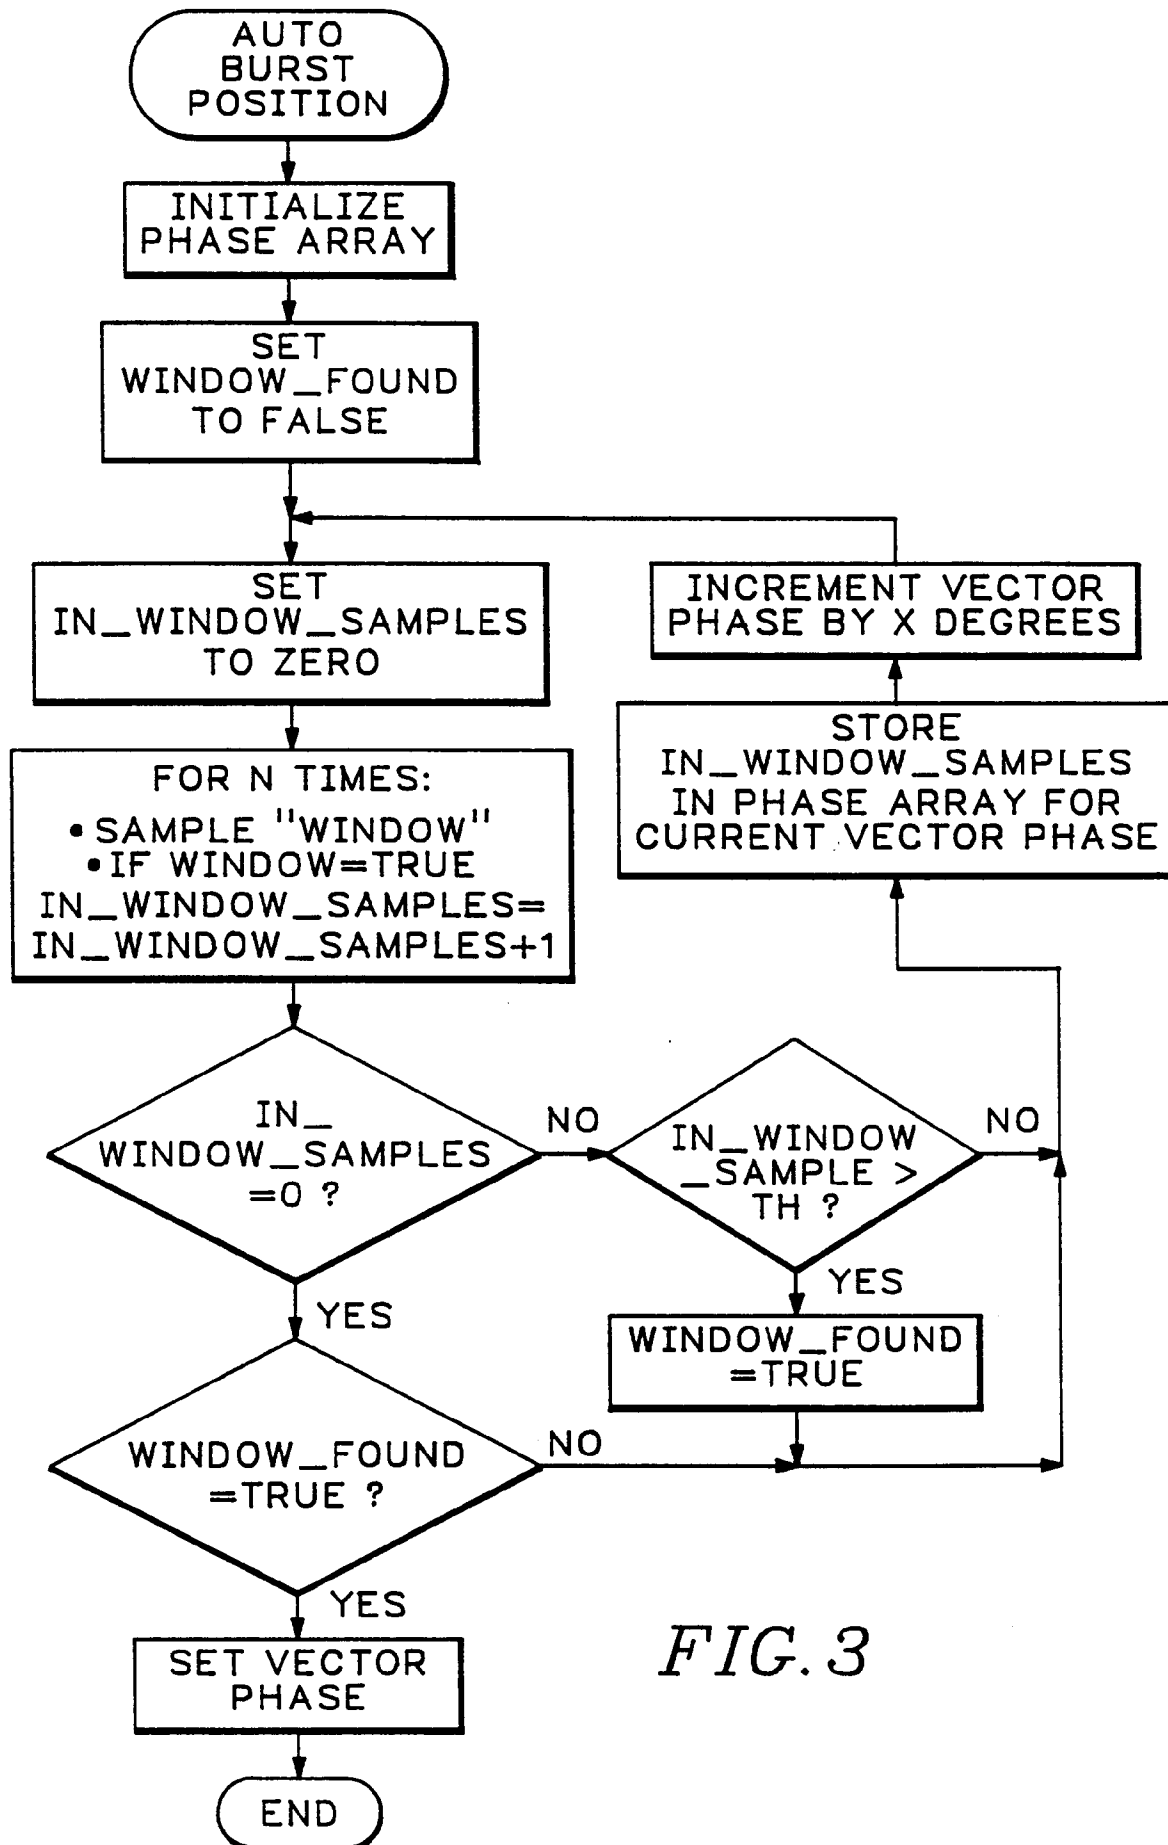 AUTO
BURST
POSITION
INITIALIZE
PHASE ARRAY
SET
WINDOW_FOUND
TO FALSE
SET
IN_WINDOW_SAMPLES
TO ZERO
INCREMENT VECTOR
PHASE BY X DEGREES
STORE
IN_WINDOW_SAMPLES
IN PHASE ARRAY FOR
CURRENT VECTOR PHASE
FOR N TIMES:
• SAMPLE "WINDOW"
• IF WINDOW=TRUE
IN_WINDOW_SAMPLES=
IN_WINDOW_SAMPLES+1
IN_
WINDOW_SAMPLES
=0 ?
NO
IN_WINDOW
_SAMPLE >
TH ?
NO
YES
YES
WINDOW_FOUND
=TRUE
WINDOW_FOUND
=TRUE ?
NO
YES
SET VECTOR
PHASE
END
FIG. 3